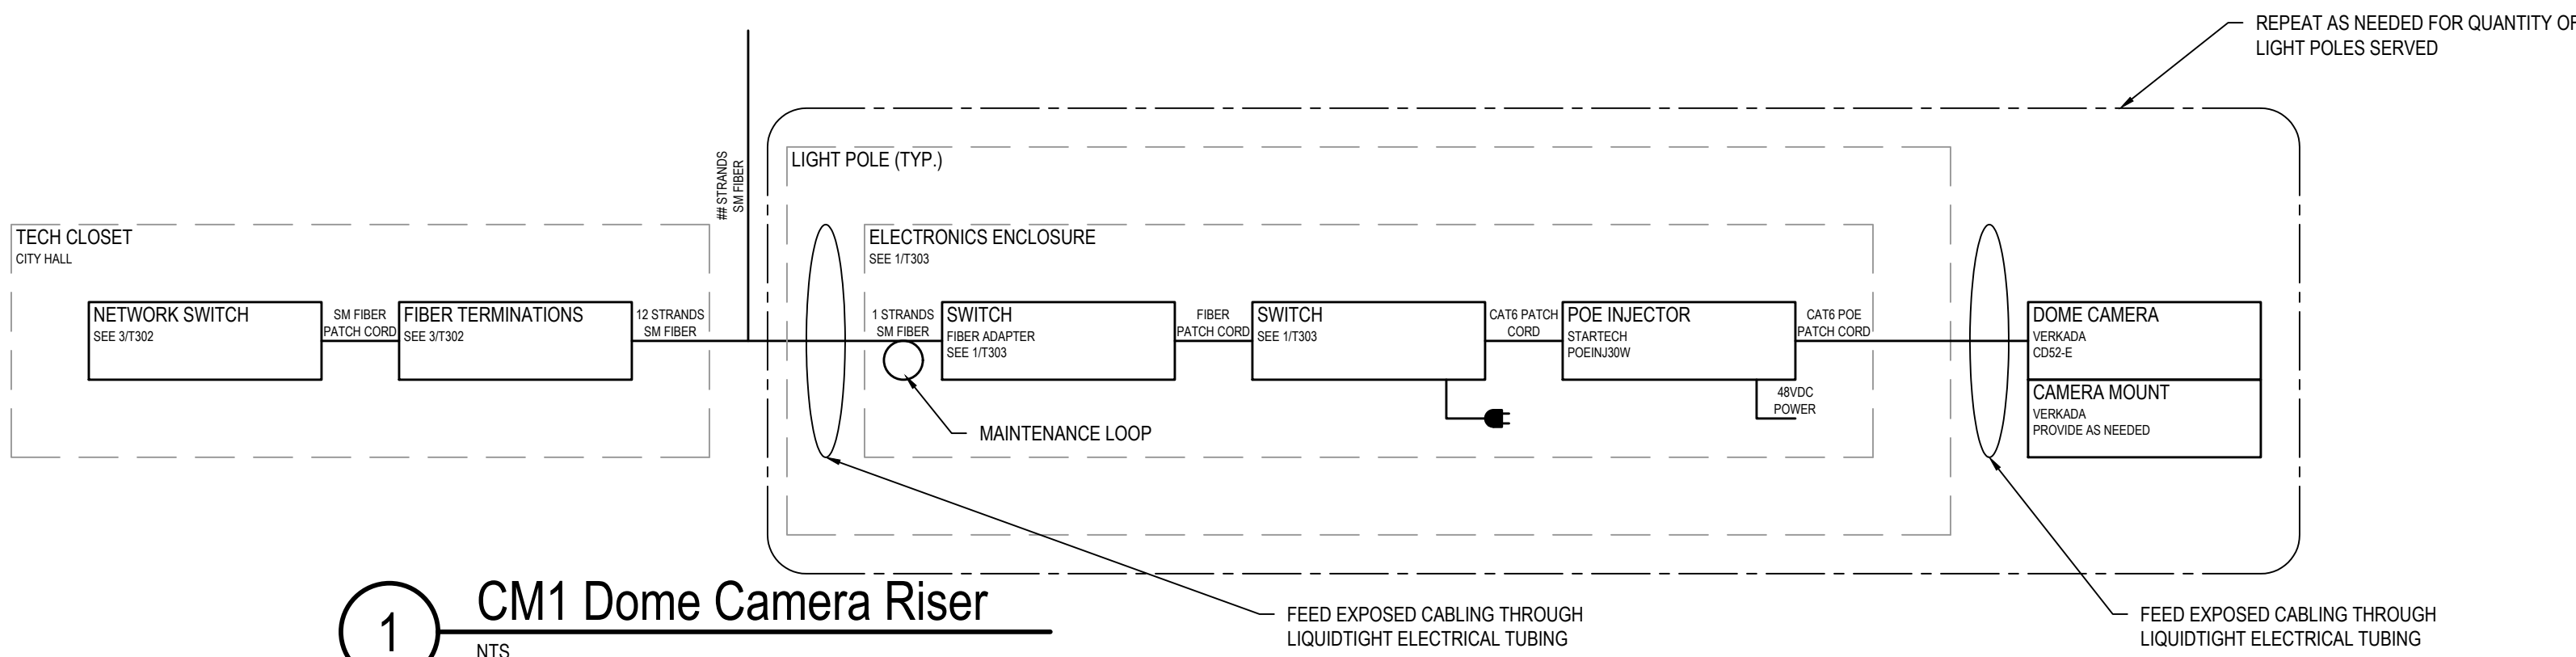 REPEAT AS NEEDED FOR QUANTITY OF
LIGHT POLES SERVED
## STRANDS
SM FIBER
LIGHT POLE (TYP.)
TECH CLOSET
CITY HALL
ELECTRONICS ENCLOSURE
SEE 1/T303
NETWORK SWITCH
SEE 3/T302
SM FIBER
PATCH CORD
FIBER TERMINATIONS
SEE 3/T302
12 STRANDS
SM FIBER
1 STRANDS
SM FIBER
SWITCH
FIBER ADAPTER
SEE 1/T303
FIBER
PATCH CORD
SWITCH
SEE 1/T303
CAT6 PATCH
CORD
POE INJECTOR
STARTECH
POEINJ30W
CAT6 POE
PATCH CORD
48VDC
POWER
DOME CAMERA
VERKADA
CD52-E
CAMERA MOUNT
VERKADA
PROVIDE AS NEEDED
MAINTENANCE LOOP
1
CM1 Dome Camera Riser
NTS
FEED EXPOSED CABLING THROUGH
LIQUIDTIGHT ELECTRICAL TUBING
FEED EXPOSED CABLING THROUGH
LIQUIDTIGHT ELECTRICAL TUBING